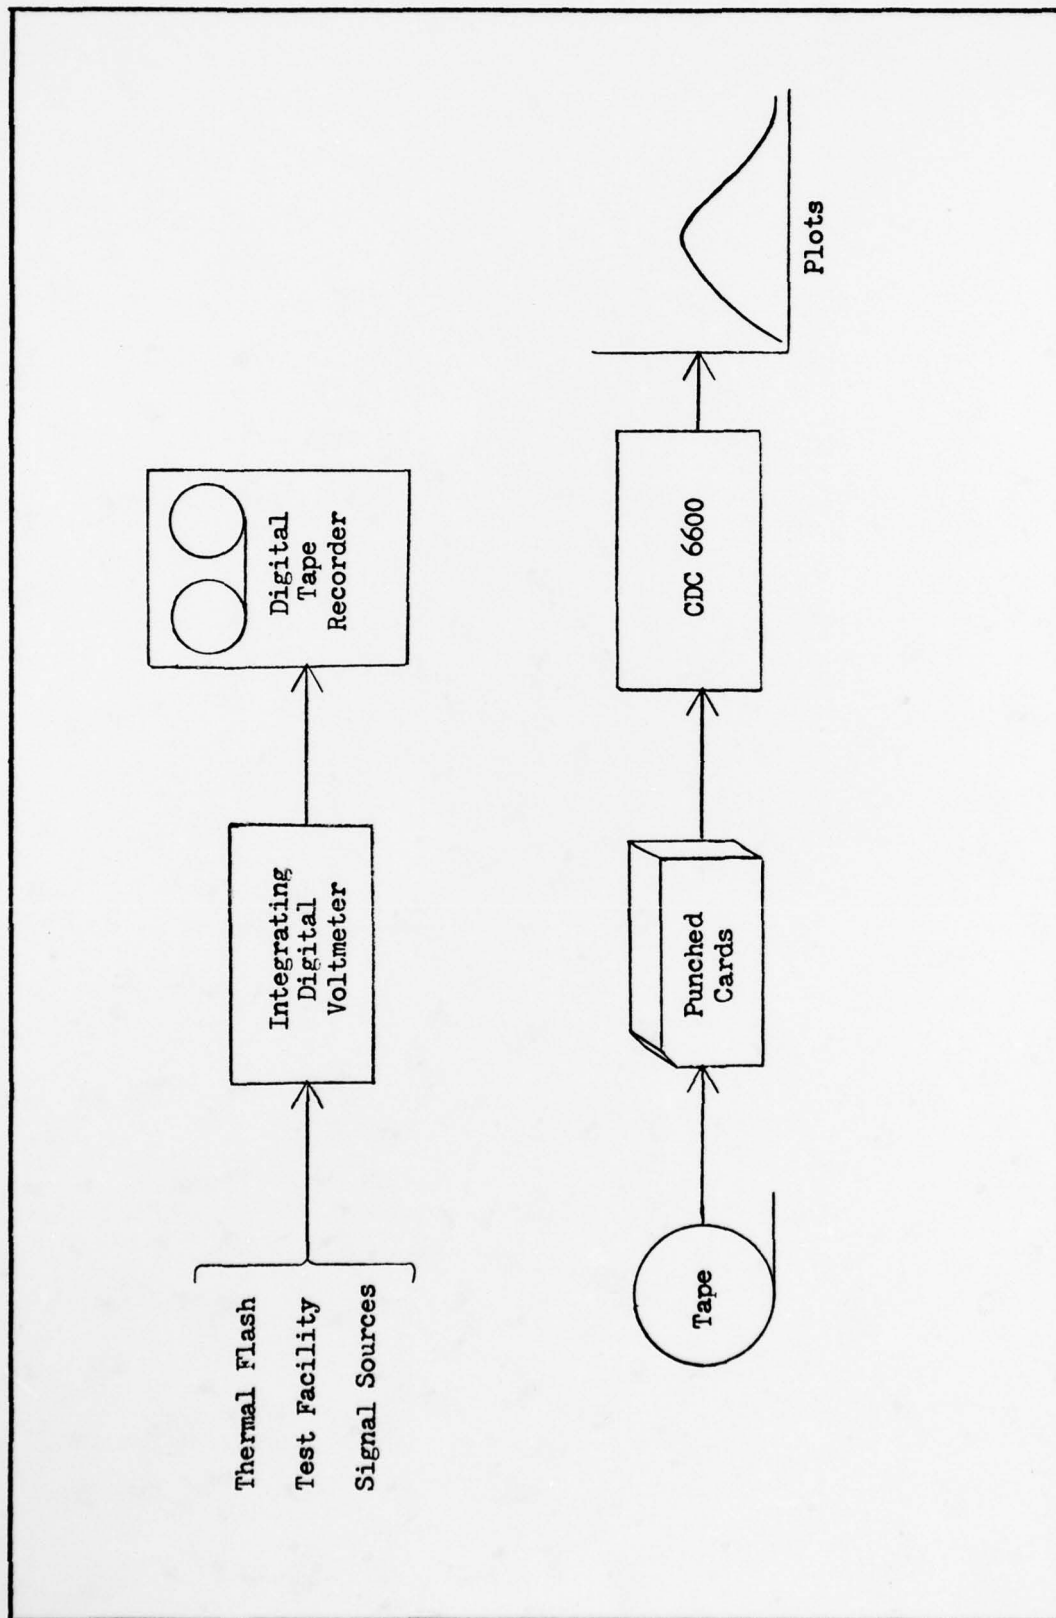 Thermal Flash
Test Facility
Signal Sources
Integrating
Digital
Voltmeter
Digital
Tape
Recorder
Tape
Punched
Cards
CDC 6600
Plots